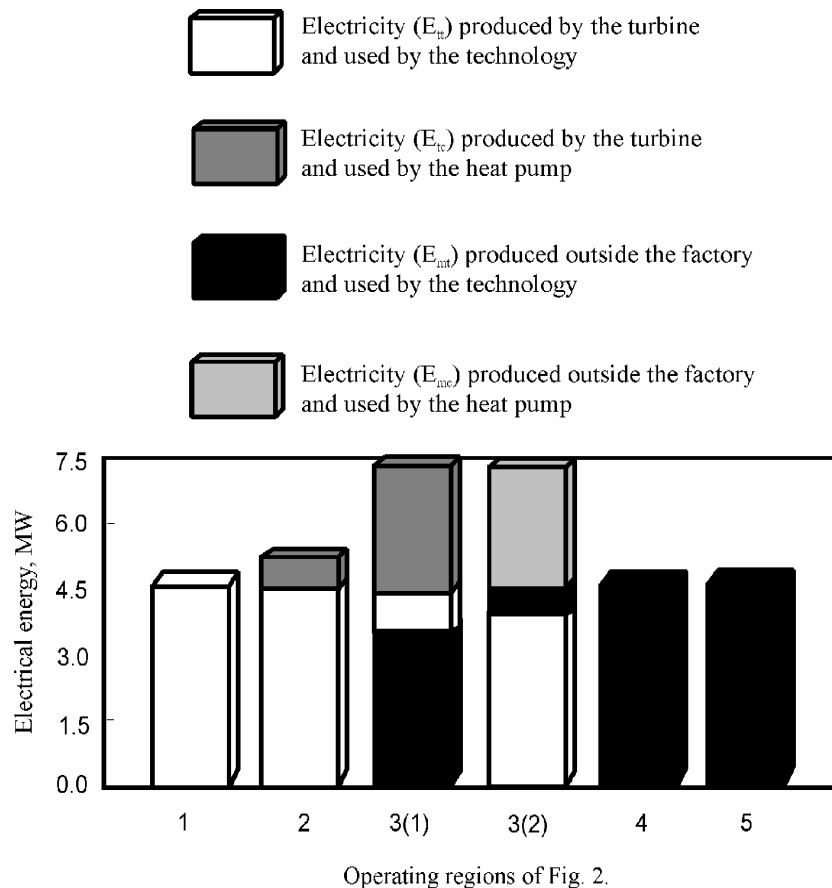 Electricity (Ett) produced by the turbine
and used by the technology
Electricity (Etc) produced by the turbine
and used by the heat pump
Electricity (Emt) produced outside the factory
and used by the technology
Electricity (Emc) produced outside the factory
and used by the heat pump
Electrical energy, MW
7.5
6.0
4.5
3.0
1.5
0.0
1 2 3(1) 3(2) 4 5
Operating regions of Fig. 2.